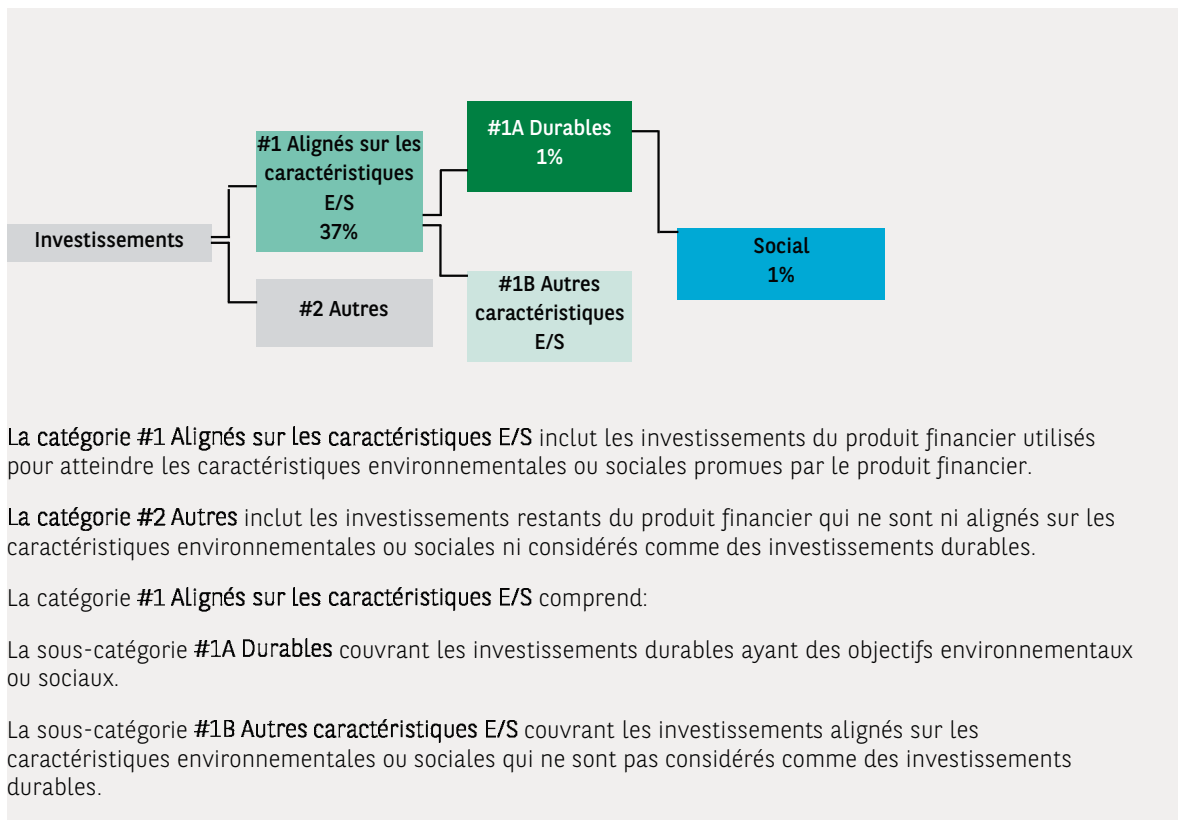 #1A Durables
1%
#1 Alignés sur les
caractéristiques
E/S
37%
Investissements
Social
1%
#2 Autres
#1B Autres
caractéristiques
E/S
La catégorie #1 Alignés sur les caractéristiques E/S inclut les investissements du produit financier utilisés
pour atteindre les caractéristiques environnementales ou sociales promues par le produit financier.
La catégorie #2 Autres inclut les investissements restants du produit financier qui ne sont ni alignés sur les
caractéristiques environnementales ou sociales ni considérés comme des investissements durables.
La catégorie #1 Alignés sur les caractéristiques E/S comprend:
La sous-catégorie #1A Durables couvrant les investissements durables ayant des objectifs environnementaux
ou sociaux.
La sous-catégorie #1B Autres caractéristiques E/S couvrant les investissements alignés sur les
caractéristiques environnementales ou sociales qui ne sont pas considérés comme des investissements
durables.